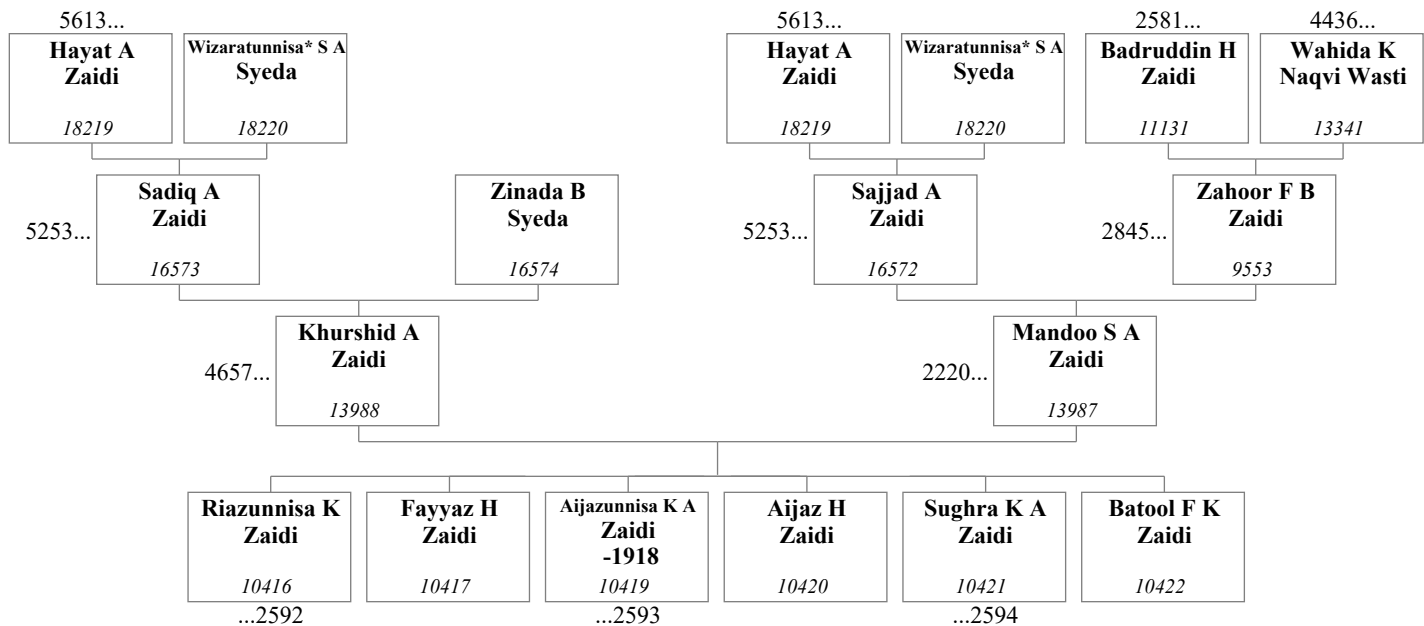 5613...
5613...
2581...
4436...
Hayat A
Zaidi
18219
Wizaratunnisa* S A
Syeda
18220
Hayat A
Zaidi
18219
Wizaratunnisa* S A
Syeda
18220
Badruddin H
Zaidi
11131
Wahida K
Naqvi Wasti
13341
5253...
Sadiq A
Zaidi
16573
Zinada B
Syeda
16574
5253...
Sajjad A
Zaidi
16572
2845...
Zahoor F B
Zaidi
9553
4657...
Khurshid A
Zaidi
13988
2220...
Mandoo S A
Zaidi
13987
Riazunnisa K
Zaidi
10416
...2592
Fayyaz H
Zaidi
10417
Aijazunnisa K A
Zaidi
-1918
10419
...2593
Aijaz H
Zaidi
10420
Sughra K A
Zaidi
10421
...2594
Batool F K
Zaidi
10422